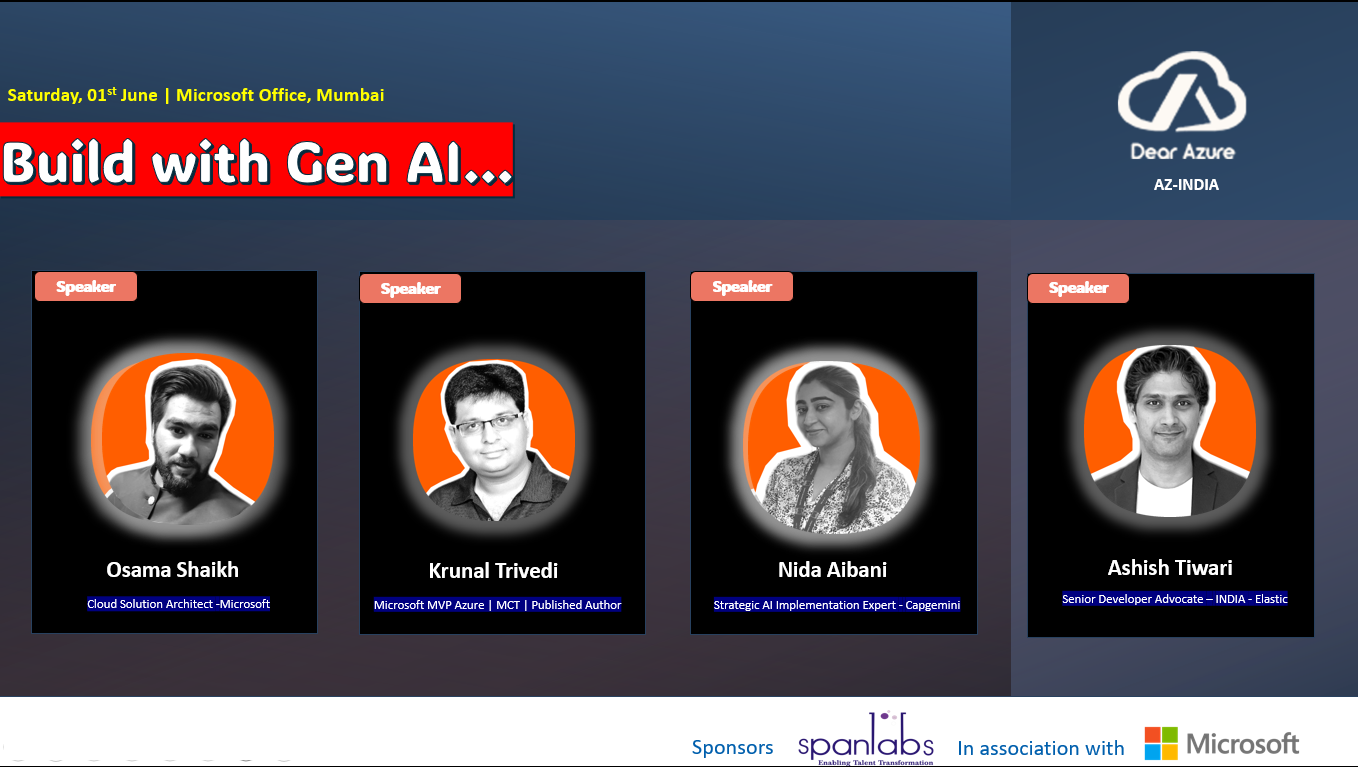 Saturday, 01st June | Microsoft Office, Mumbai
Build with Gen AI...
Dear Azure
AZ-INDIA
Speaker
Osama Shaikh
Cloud Solution Architect -Microsoft
Speaker
Krunal Trivedi
Microsoft MVP Azure | MCT | Published Author
Speaker
Nida Aibani
Strategic AI Implementation Expert - Capgemini
Speaker
Ashish Tiwari
Senior Developer Advocate – INDIA - Elastic
Sponsors
spanlabs
Enabling Talent Transformation
In association with
Microsoft